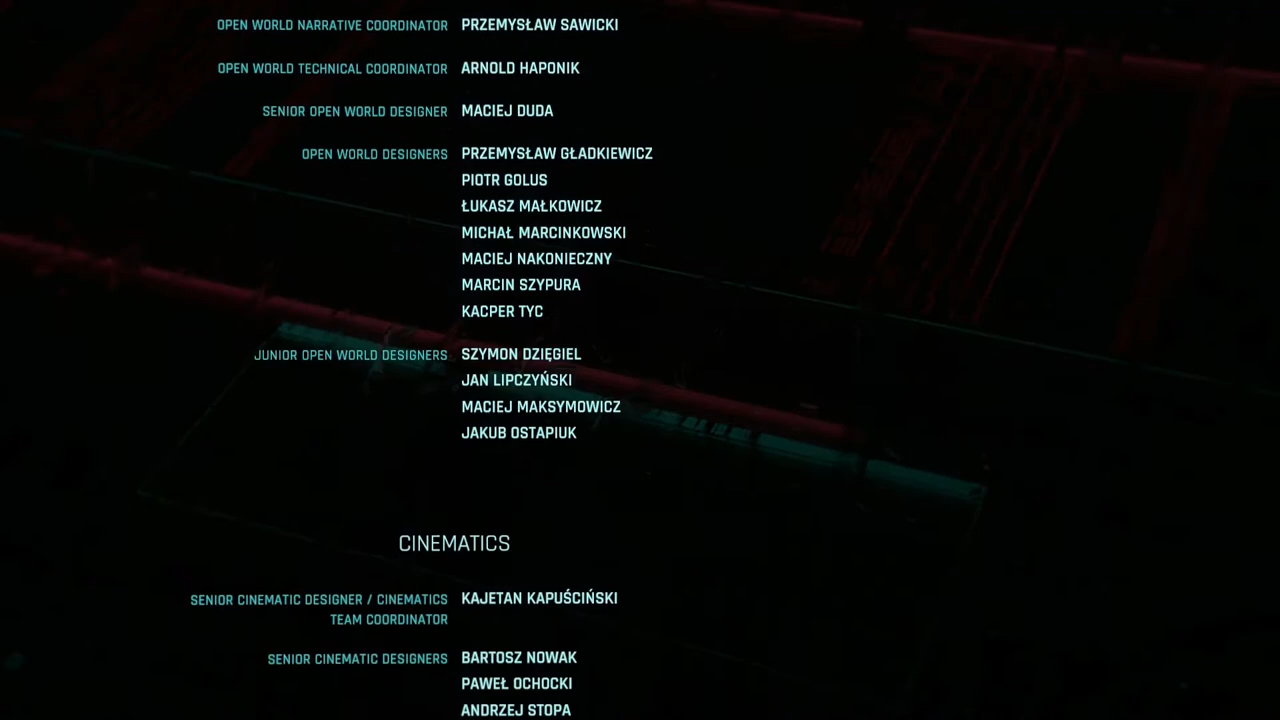 OPEN WORLD NARRATIVE COORDINATOR PRZEMYSŁAW SAWICKI
OPEN WORLD TECHNICAL COORDINATOR ARNOLD HAPONIK
SENIOR OPEN WORLD DESIGNER MACIEJ DUDA
OPEN WORLD DESIGNERS PRZEMYSŁAW GŁADKIEWICZ
PIOTR GOLUS
ŁUKASZ MAŁKOWICZ
MICHAŁ MARCINKOWSKI
MACIEJ NAKONIECZNY
MARCIN SZYPURA
KACPER TYC
JUNIOR OPEN WORLD DESIGNERS SZYMON DZIĘGIEL
JAN LIPCZYŃSKI
MACIEJ MAKSYMOWICZ
JAKUB OSTAPIUK
CINEMATICS
SENIOR CINEMATIC DESIGNER / CINEMATICS KAJETAN KAPUŚCIŃSKI
TEAM COORDINATOR
SENIOR CINEMATIC DESIGNERS BARTOSZ NOWAK
PAWEŁ OCHOCKI
ANDRZEJ STOPA